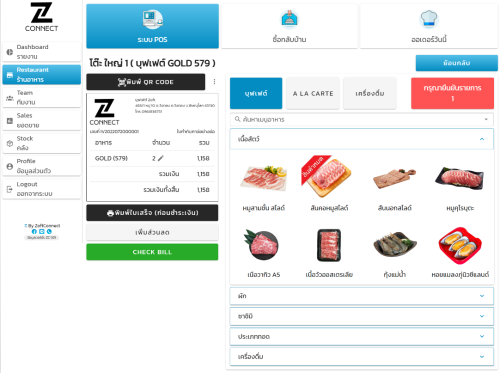 Z
CONNECT
Dashboard
รายงาน
Restaurant
ร้านอาหาร
Team
ทีมงาน
Sales
ยอดขาย
Stock
คลัง
Profile
ข้อมูลส่วนตัว
Logout
ออกจากระบบ
By ZoftConnect
ระบบ POS
ซื้อกลับบ้าน
ออเดอร์วันนี้
โต๊ะ ใหญ่ 1 ( บุฟเฟต์ GOLD 579 )
พิมพ์ QR CODE
Z
CONNECT
อาหาร จำนวน รวม
GOLD (579) 2 1,158
รวมเงิน 1,158
รวมเงินทั้งสิ้น 1,158
พิมพ์ใบเสร็จ (ก่อนชำระเงิน)
เพิ่มส่วนลด
CHECK BILL
ย้อนกลับ
บุฟเฟต์
A LA CARTE
เครื่องดื่ม
กรุณายืนยันรายการ
1
ค้นหาเมนูอาหาร
เนื้อสัตว์
สินค้าหมด
หมูสามชั้น สไลด์
สันคอหมูสไลด์
สันนอกสไลด์
หมูคุโรบูตะ
เนื้อวากิว A5
เนื้อวัวออสเตรเลีย
กุ้งแม่น้ำ
หอยแมลงภู่นิวซีแลนด์
ผัก
ซาชิมิ
ประเภททอด
เครื่องดื่ม